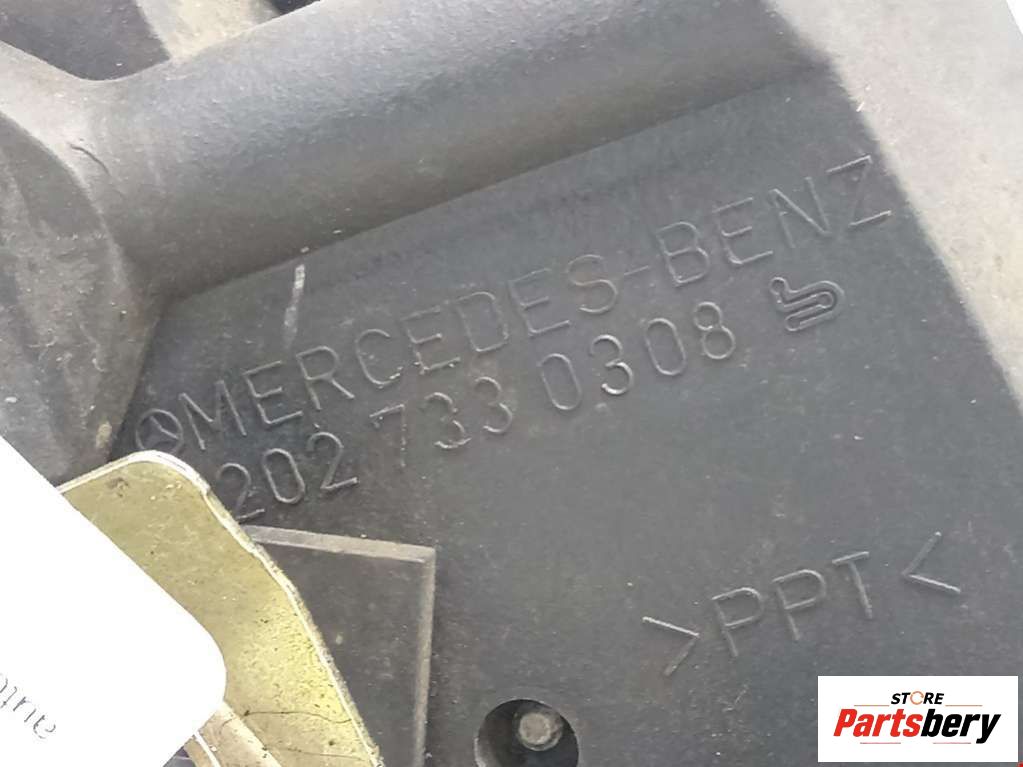 MERCEDES-BENZ
202 733 0308
>PPT<
STORE
Partsbery